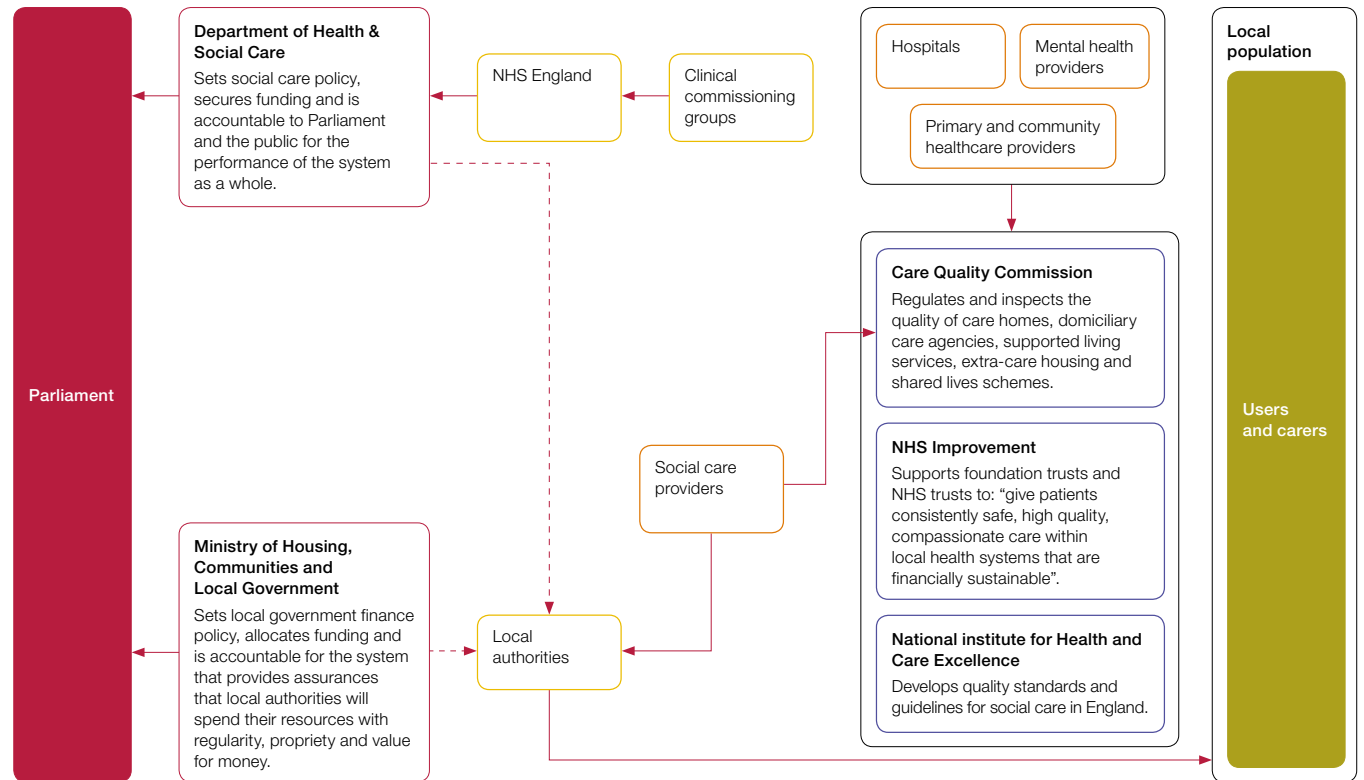 Parliament
Department of Health &
Social Care
Sets social care policy,
secures funding and is
accountable to Parliament
and the public for the
performance of the system
as a whole.
NHS England
Clinical
commissioning
groups
Hospitals
Mental health
providers
Primary and community
healthcare providers
Local
population
Users
and carers
Care Quality Commission
Regulates and inspects the
quality of care homes, domiciliary
care agencies, supported living
services, extra-care housing and
shared lives schemes.
NHS Improvement
Supports foundation trusts and
NHS trusts to: “give patients
consistently safe, high quality,
compassionate care within
local health systems that are
financially sustainable”.
National institute for Health and
Care Excellence
Develops quality standards and
guidelines for social care in England.
Social care
providers
Ministry of Housing,
Communities and
Local Government
Sets local government finance
policy, allocates funding and
is accountable for the system
that provides assurances
that local authorities will
spend their resources with
regularity, propriety and value
for money.
Local
authorities